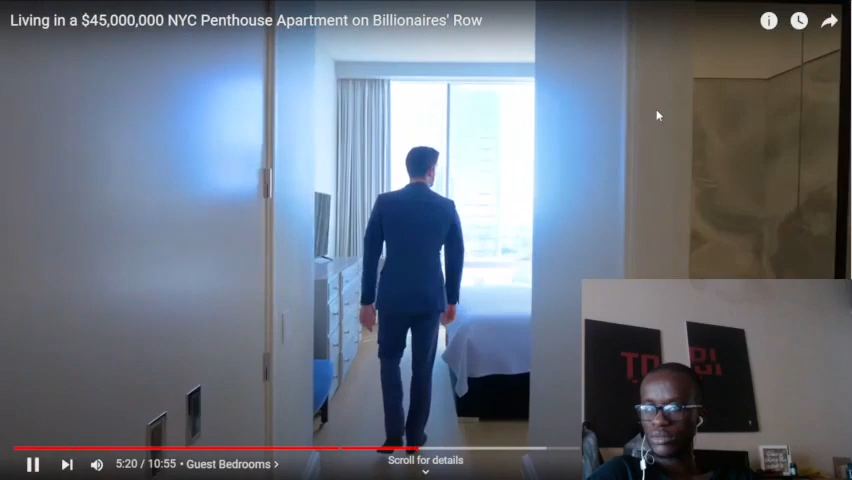 Living in a $45,000,000 NYC Penthouse Apartment on Billionaires' Row
5:20 / 10:55 • Guest Bedrooms >
Scroll for details